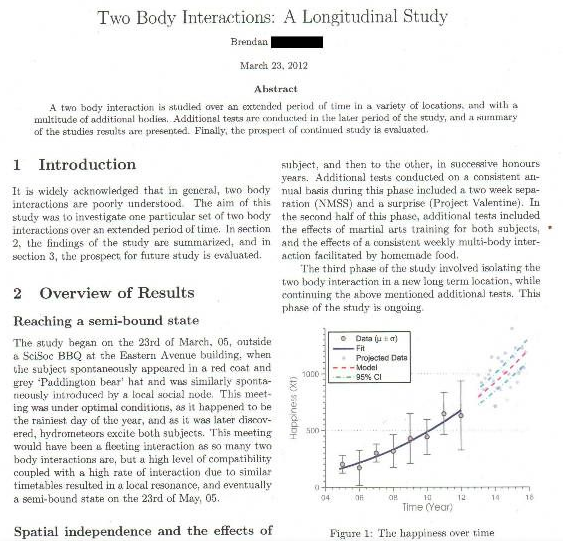 Two Body Interactions: A Longitudinal Study
Brendan
March 23, 2012
Abstract
A two body interaction is studied over an extended period of time in a variety of locations, and with a
multitude of additional bodies. Additional tests are conducted in the later period of the study, and a summary
of the studies results are presented. Finally, the prospect of continued study is evaluated.
1 Introduction
It is widely acknowledged that in general, two body
interactions are poorly understood. The aim of this
study was to investigate one particular set of two body
interactions over an extended period of time. In section
2, the findings of the study are summarized, and in
section 3, the prospect for future study is evaluated.
2 Overview of Results
Reaching a semi-bound state
The study began on the 23rd of March, 05, outside
a SciSoc BBQ at the Eastern Avenue building, when
the subject spontaneously appeared in a red coat and
grey 'Paddington bear' hat and was similarly sponta-
neously introduced by a local social node. This meet-
ing was under optimal conditions, as it happened to be
the rainiest day of the year, and as it was later discov-
ered, hydrometeors excite both subjects. This meeting
would have been a fleeting interaction as so many two
body interactions are, but a high level of compatibility
coupled with a high rate of interaction due to similar
timetables resulted in a local resonance, and eventually
a semi-bound state on the 23rd of May, 05.
Spatial independence and the effects of
subject, and then to the other, in successive honours
years. Additional tests conducted on a consistent an-
nual basis during this phase included a two week sepa-
ration (NMSS) and a surprise (Project Valentine). In
the second half of this phase, additional tests included
the effects of martial arts training for both subjects,
and the effects of a consistent weekly multi-body inter-
action facilitated by homemade food.
The third phase of the study involved isolating the
two body interaction in a new long term location, while
continuing the above mentioned additional tests. This
phase of the study is ongoing.
Data (μ ± σ)
Fit
Projected Data
Model
95% CI
Happiness (Xt)
1000
500
0
04 06 08 10 12 14 16
Time (Year)
Figure 1: The happiness over time